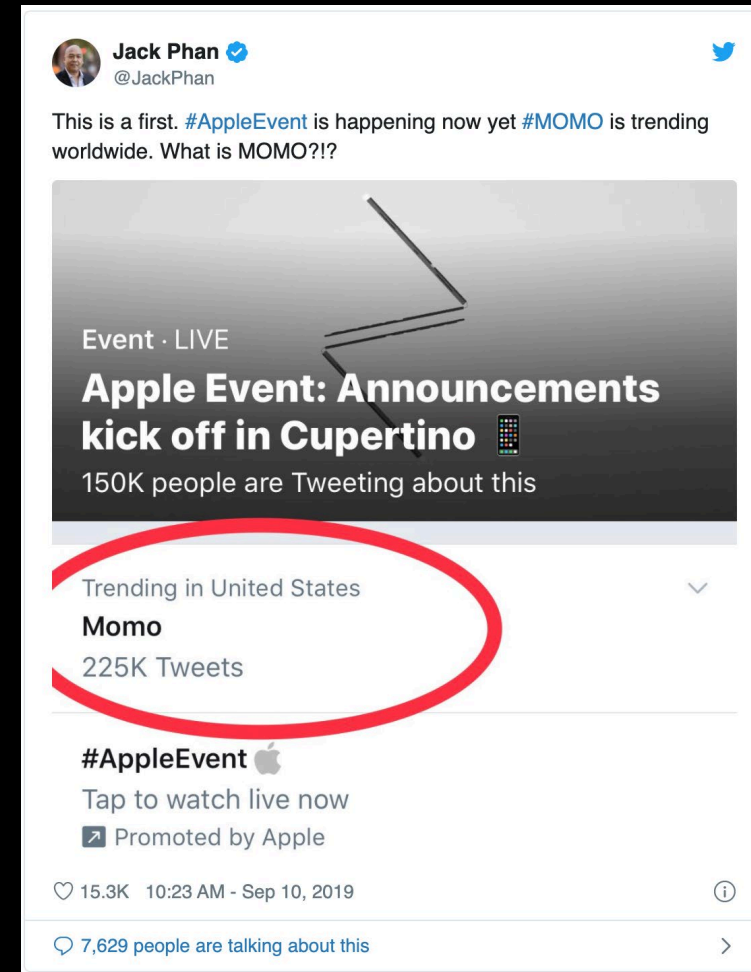 Jack Phan
@JackPhan
This is a first. #AppleEvent is happening now yet #MOMO is trending
worldwide. What is MOMO?!?
Event · LIVE
Apple Event: Announcements
kick off in Cupertino 📱
150K people are Tweeting about this
Trending in United States
Momo
225K Tweets
#AppleEvent
Tap to watch live now
Promoted by Apple
15.3K 10:23 AM - Sep 10, 2019
7,629 people are talking about this